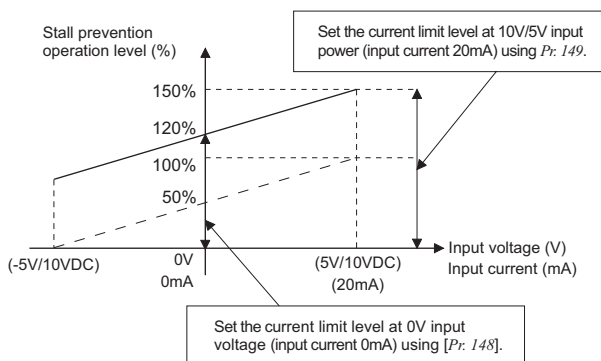 Stall prevention
operation level (%)
Set the current limit level at 10V/5V input
power (input current 20mA) using Pr. 149.
150%
120%
100%
50%
Input voltage (V)
Input current (mA)
(-5V/10VDC)
0V
0mA
(5V/10VDC)
(20mA)
Set the current limit level at 0V input
voltage (input current 0mA) using [Pr. 148].